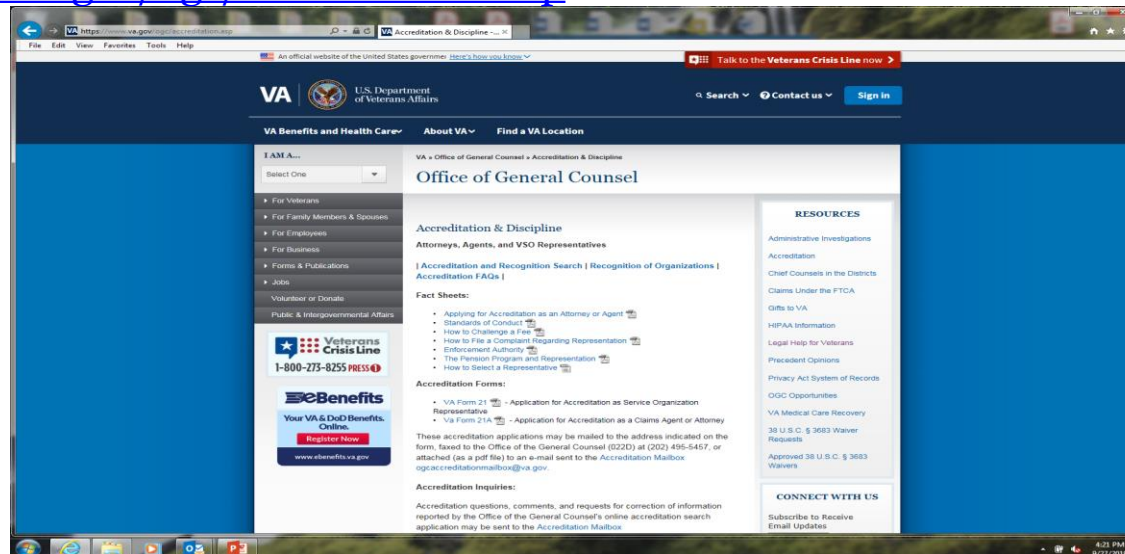 https://www.va.gov/ogc/accreditation.asp
Accreditation & Discipline -...
File Edit View Favorites Tools Help
An official website of the United States governmer Here's how you know
Talk to the Veterans Crisis Line now
VA
U.S. Department
of Veterans Affairs
Search
Contact us
Sign in
VA Benefits and Health Care
About VA
Find a VA Location
I AM A...
Select One
For Veterans
For Family Members & Spouses
For Employees
For Business
Forms & Publications
Jobs
Volunteer or Donate
Public & Intergovernmental Affairs
Veterans
Crisis Line
1-800-273-8255 PRESS 1
eBenefits
Your VA & DoD Benefits.
Online.
Register Now
www.ebenefits.va.gov
VA » Office of General Counsel » Accreditation & Discipline
Office of General Counsel
Accreditation & Discipline
Attorneys, Agents, and VSO Representatives
| Accreditation and Recognition Search | Recognition of Organizations |
Accreditation FAQs |
Fact Sheets:
• Applying for Accreditation as an Attorney or Agent
• Standards of Conduct
• How to Challenge a Fee
• How to File a Complaint Regarding Representation
• Enforcement Authority
• The Pension Program and Representation
• How to Select a Representative
Accreditation Forms:
• VA Form 21 - Application for Accreditation as Service Organization
Representative
• Va Form 21A - Application for Accreditation as a Claims Agent or Attorney
These accreditation applications may be mailed to the address indicated on the
form, faxed to the Office of the General Counsel (022D) at (202) 495-5457, or
attached (as a pdf file) to an e-mail sent to the Accreditation Mailbox
ogcaccreditationmailbox@va.gov.
Accreditation Inquiries:
Accreditation questions, comments, and requests for correction of information
reported by the Office of the General Counsel's online accreditation search
application may be sent to the Accreditation Mailbox
RESOURCES
Administrative Investigations
Accreditation
Chief Counsels in the Districts
Claims Under the FTCA
Gifts to VA
HIPAA Information
Legal Help for Veterans
Precedent Opinions
Privacy Act System of Records
OGC Opportunities
VA Medical Care Recovery
38 U.S.C. § 3683 Waiver
Requests
Approved 38 U.S.C. § 3683
Waivers
CONNECT WITH US
Subscribe to Receive
Email Updates
4:21 PM